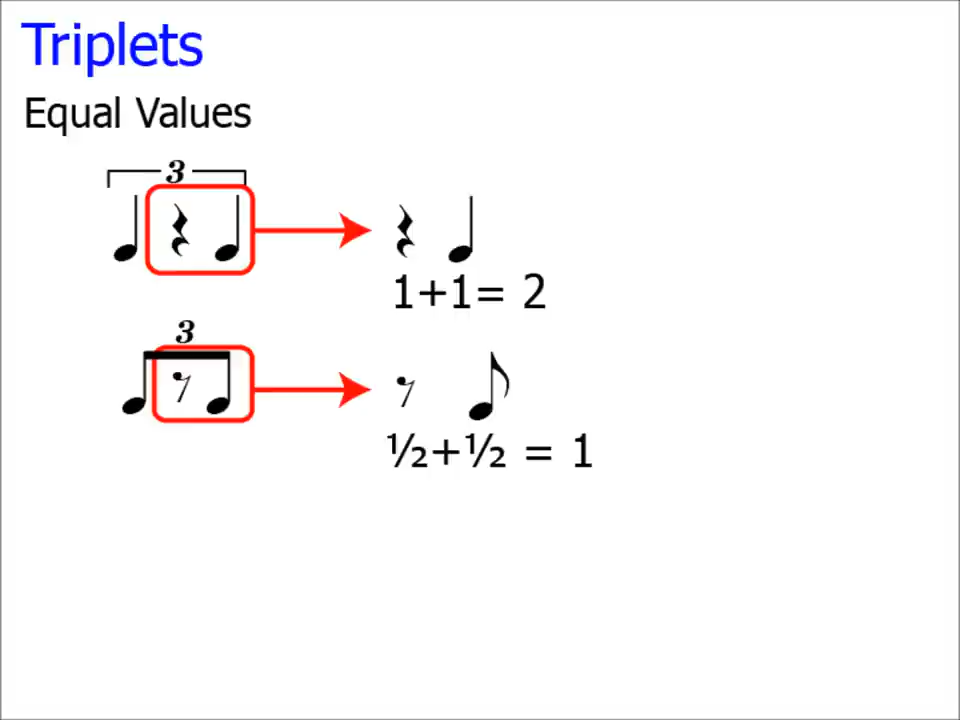 Triplets
Equal Values
3
1+1= 2
3
½+½ = 1